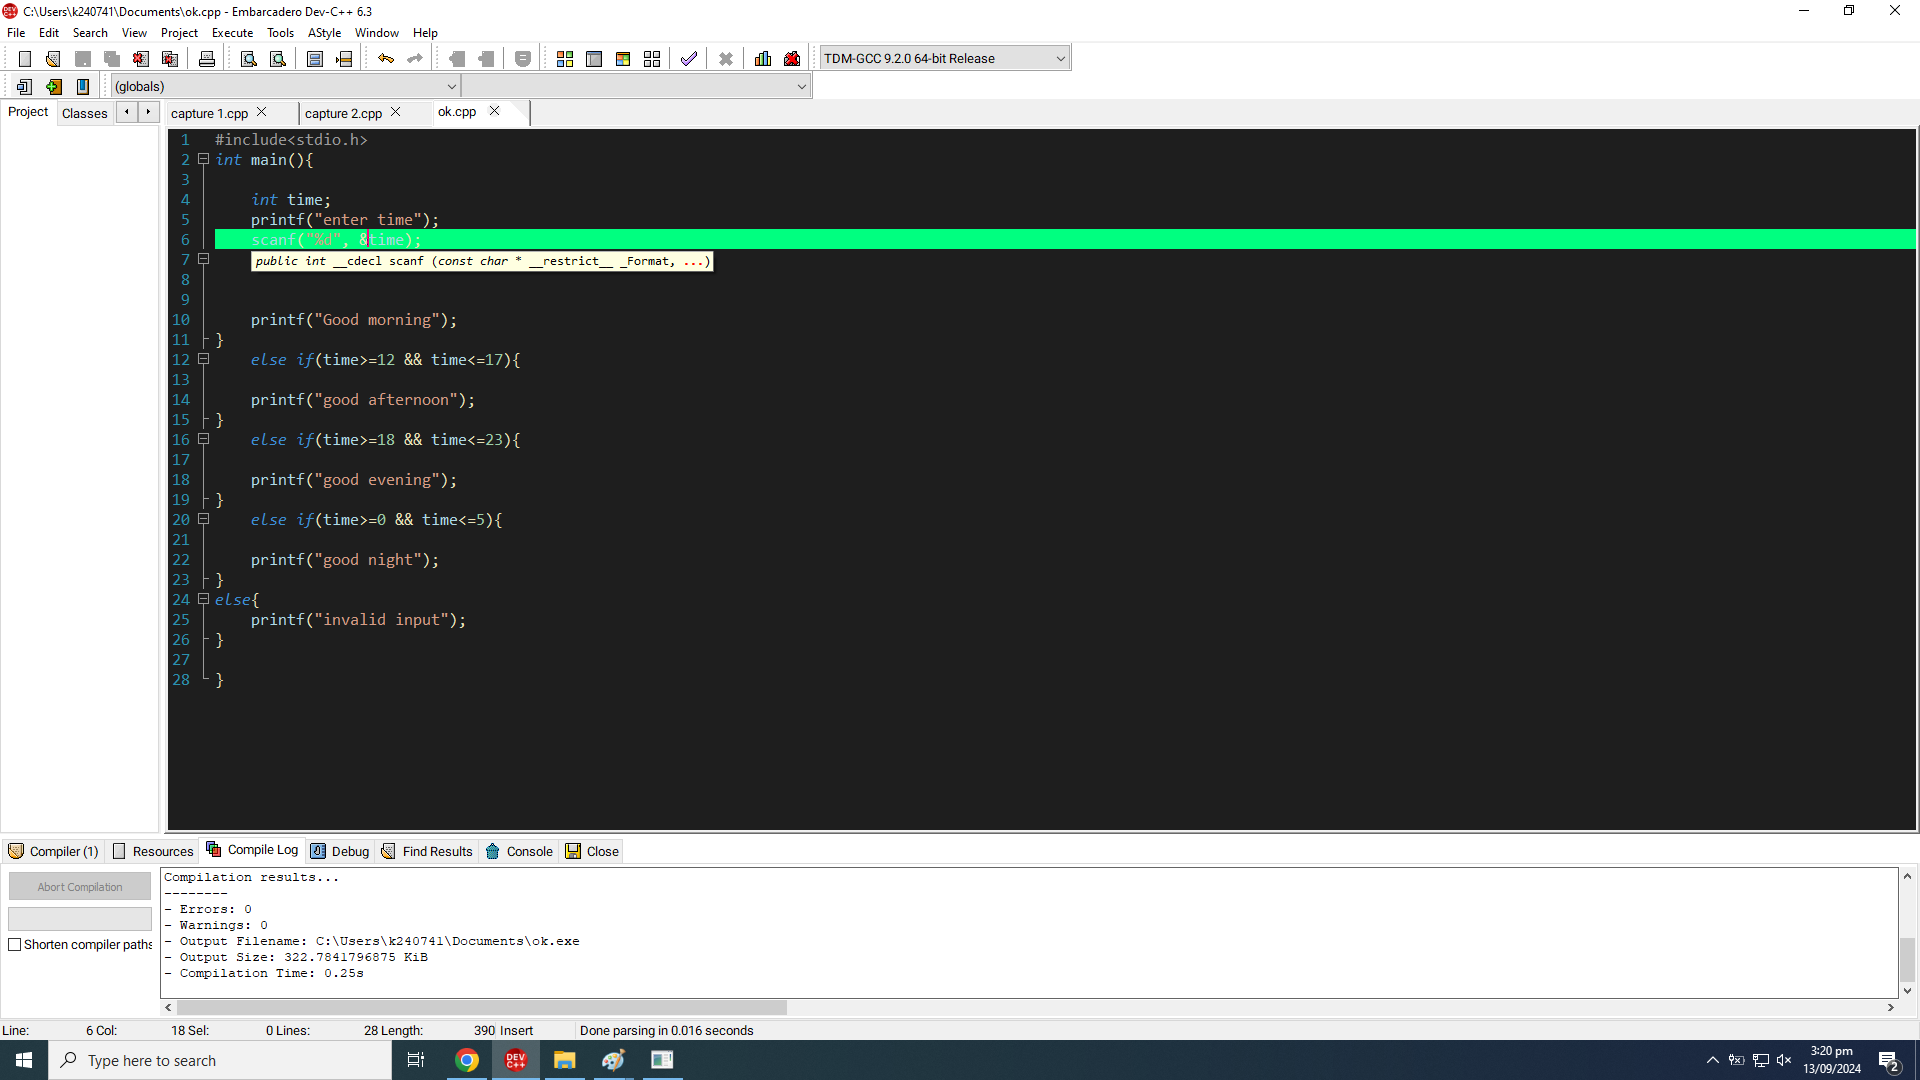 C:\Users\k240741\Documents\ok.cpp - Embarcadero Dev-C++ 6.3
File Edit Search View Project Execute Tools AStyle Window Help
TDM-GCC 9.2.0 64-bit Release
(globals)
Project Classes capture 1.cpp capture 2.cpp ok.cpp
1 #include<stdio.h>
2 int main(){
3
4 int time;
5 printf("enter time");
6 scanf("%d", &time);
7 public int __cdecl scanf (const char * __restrict__ _Format, ...)
8
9
10 printf("Good morning");
11 }
12 else if(time>=12 && time<=17){
13
14 printf("good afternoon");
15 }
16 else if(time>=18 && time<=23){
17
18 printf("good evening");
19 }
20 else if(time>=0 && time<=5){
21
22 printf("good night");
23 }
24 else{
25 printf("invalid input");
26 }
27
28 }
Compiler (1) Resources Compile Log Debug Find Results Console Close
Abort Compilation
Shorten compiler paths
Compilation results...
--------
- Errors: 0
- Warnings: 0
- Output Filename: C:\Users\k240741\Documents\ok.exe
- Output Size: 322.7841796875 KiB
- Compilation Time: 0.25s
Line: 6 Col: 18 Sel: 0 Lines: 28 Length: 390 Insert Done parsing in 0.016 seconds
Type here to search
DEV C++
3:20 pm
13/09/2024
2